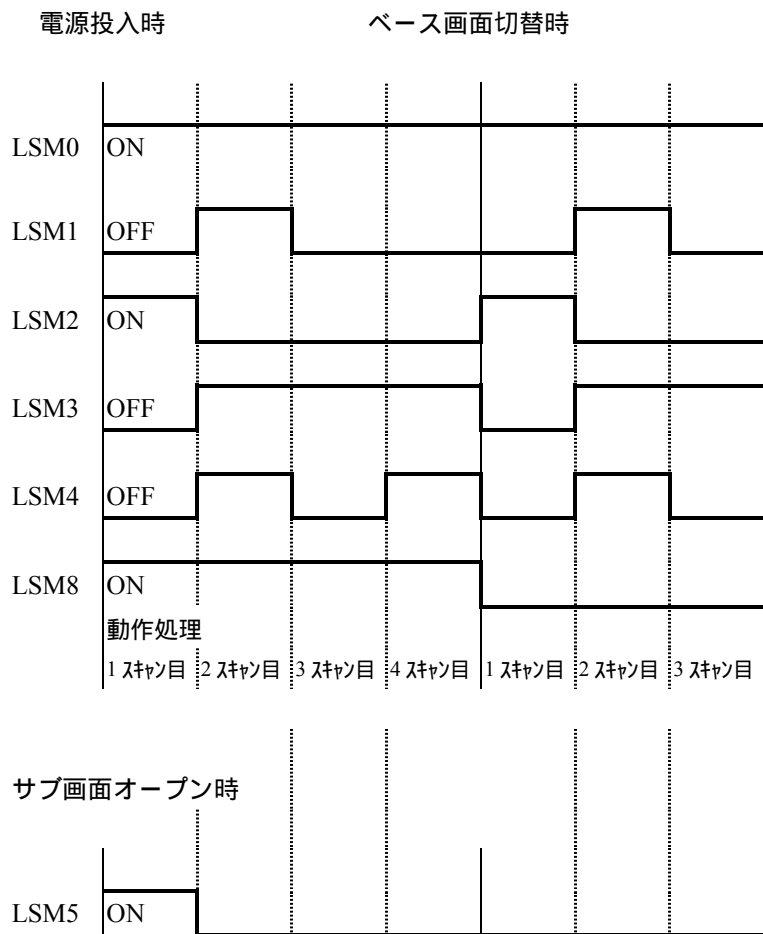 電源投入時 ベース画面切替時
LSM0 ON
LSM1 OFF
LSM2 ON
LSM3 OFF
LSM4 OFF
LSM8 ON
動作処理
1 ｽｷｬﾝ目 2 ｽｷｬﾝ目 3 ｽｷｬﾝ目 4 ｽｷｬﾝ目 1 ｽｷｬﾝ目 2 ｽｷｬﾝ目 3 ｽｷｬﾝ目
サブ画面オープン時
LSM5 ON